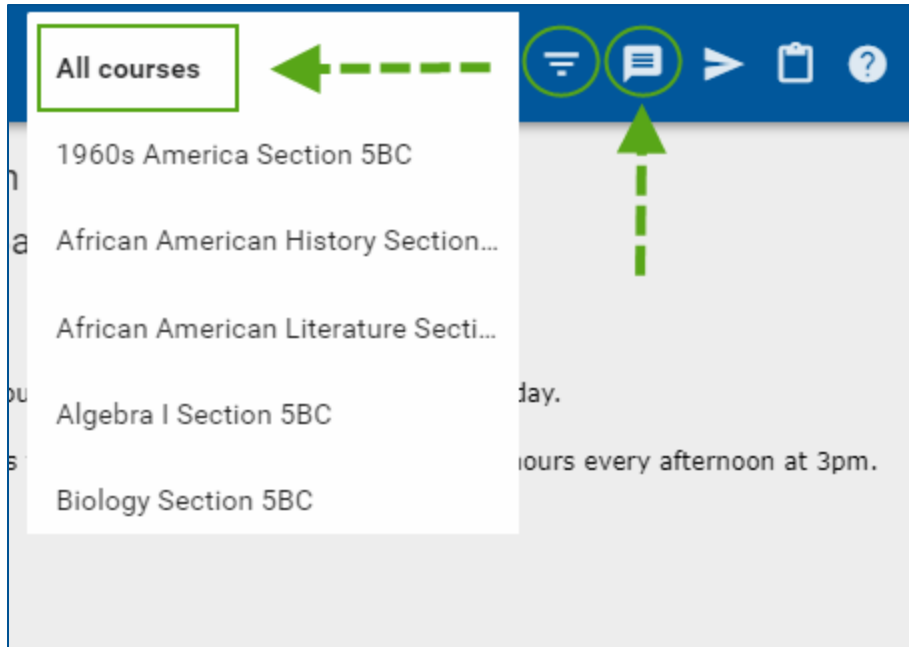 All courses
1960s America Section 5BC
African American History Section...
African American Literature Secti...
Algebra I Section 5BC
day.
ours every afternoon at 3pm.
Biology Section 5BC
?